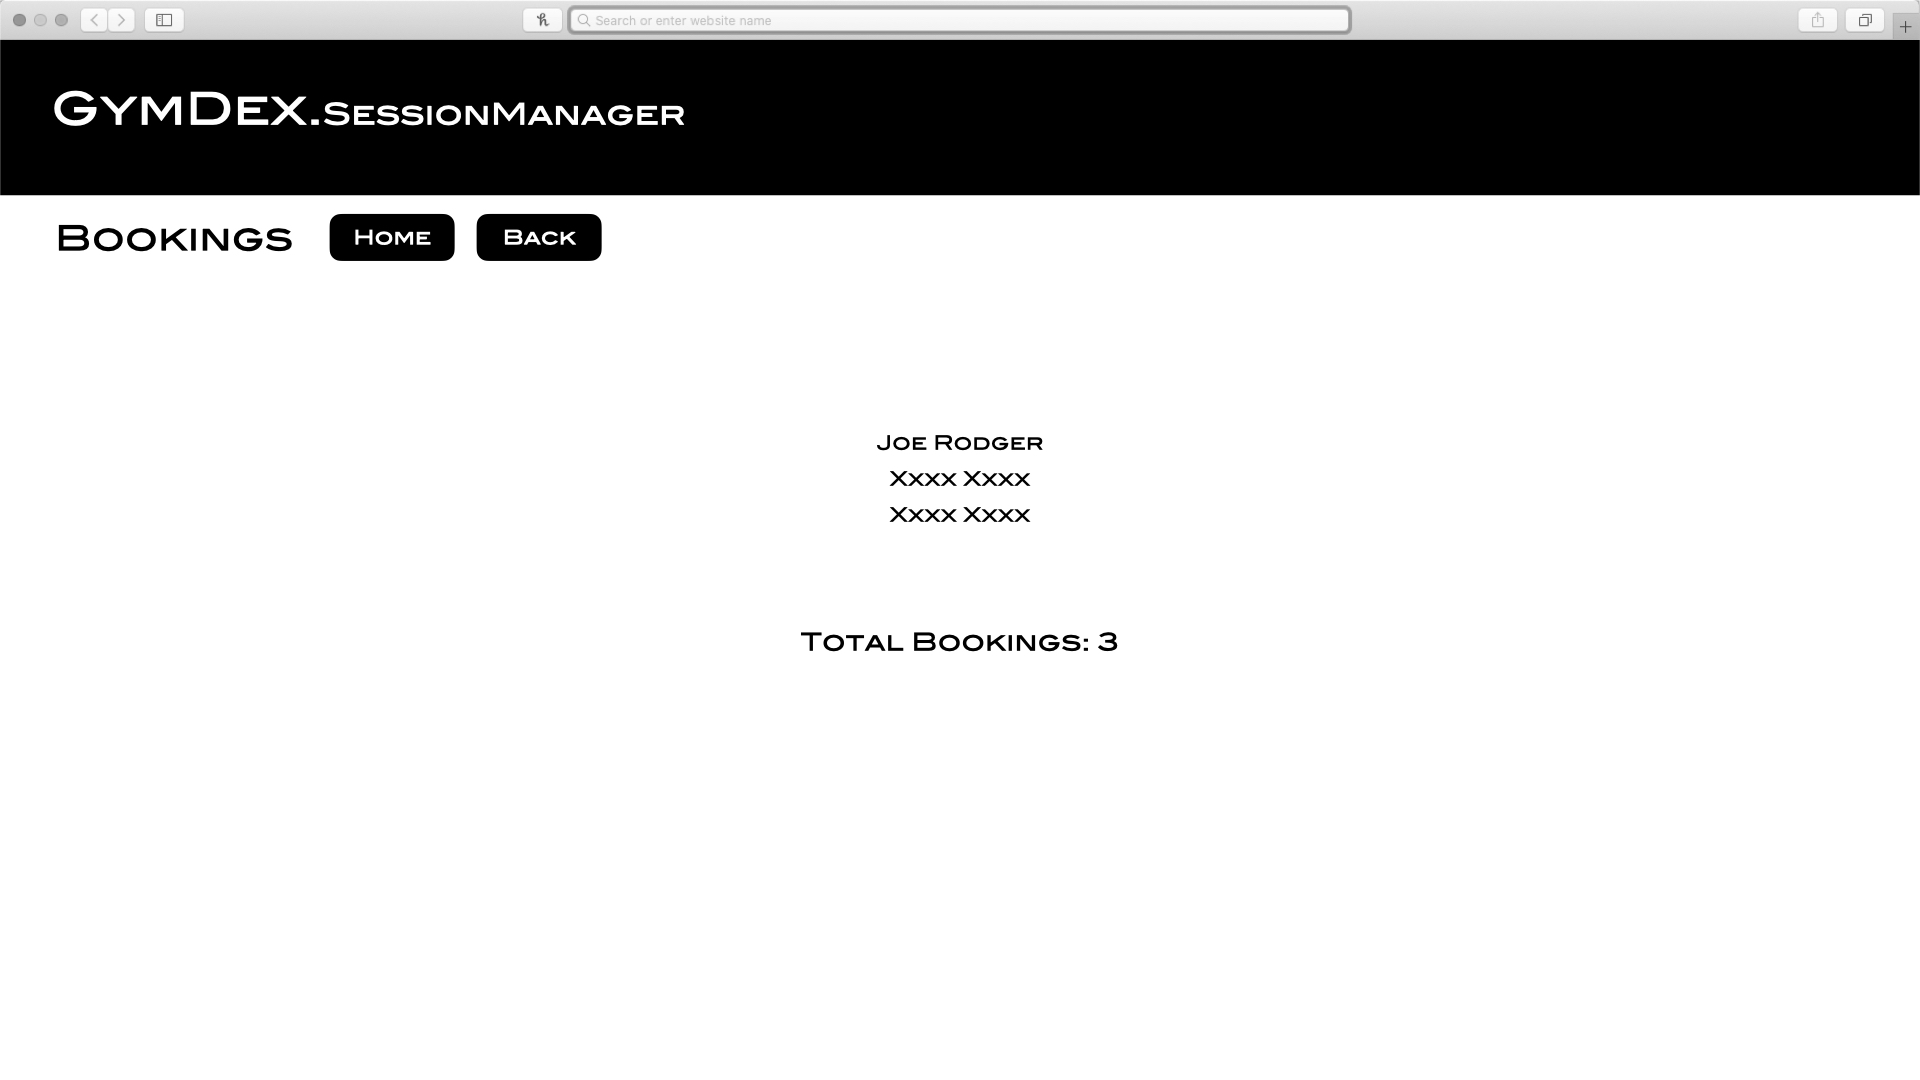 Search or enter website name
GymDex.SessionManager
Bookings
Home
Back
Joe Rodger
Xxxx Xxxx
Xxxx Xxxx
Total Bookings: 3